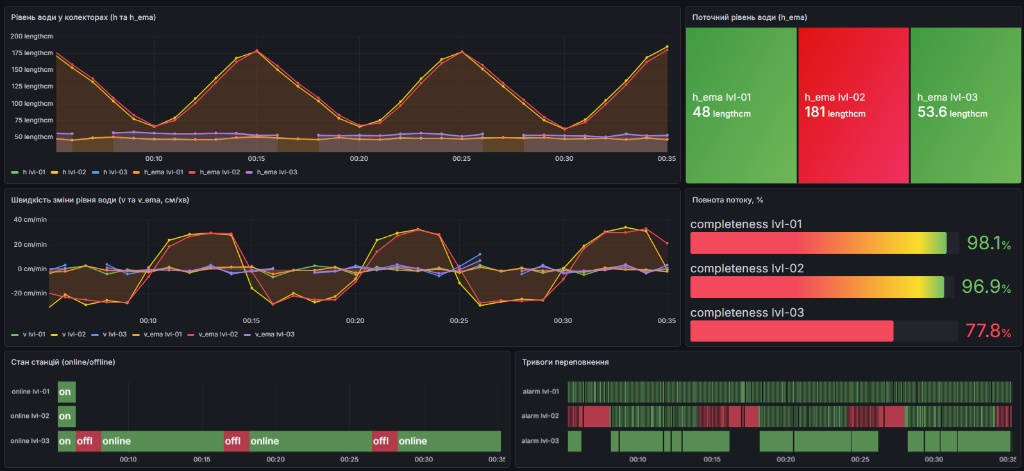 Рівень води у колекторах (h та h_ema)
200 lengthcm
175 lengthcm
150 lengthcm
125 lengthcm
100 lengthcm
75 lengthcm
50 lengthcm
00:10 00:15 00:20 00:25 00:30 00:35
h lvl-01 h lvl-02 h lvl-03 h_ema lvl-01 h_ema lvl-02 h_ema lvl-03
Поточний рівень води (h_ema)
h_ema lvl-01
48 lengthcm
h_ema lvl-02
181 lengthcm
h_ema lvl-03
53.6 lengthcm
Швидкість зміни рівня води (v та v_ema, см/хв)
40 cm/min
20 cm/min
0 cm/min
-20 cm/min
00:10 00:15 00:20 00:25 00:30 00:35
v lvl-01 v lvl-02 v lvl-03 v_ema lvl-01 v_ema lvl-02 v_ema lvl-03
Повнота потоку, %
completeness lvl-01
98.1%
completeness lvl-02
96.9%
completeness lvl-03
77.8%
Стан станцій (online/offline)
online lvl-01 on
online lvl-02 on
online lvl-03 on offl online offl online offl online
00:10 00:15 00:20 00:25 00:30 00:35
Тривоги переповнення
alarm lvl-01
alarm lvl-02
alarm lvl-03
00:10 00:15 00:20 00:25 00:30 00:35